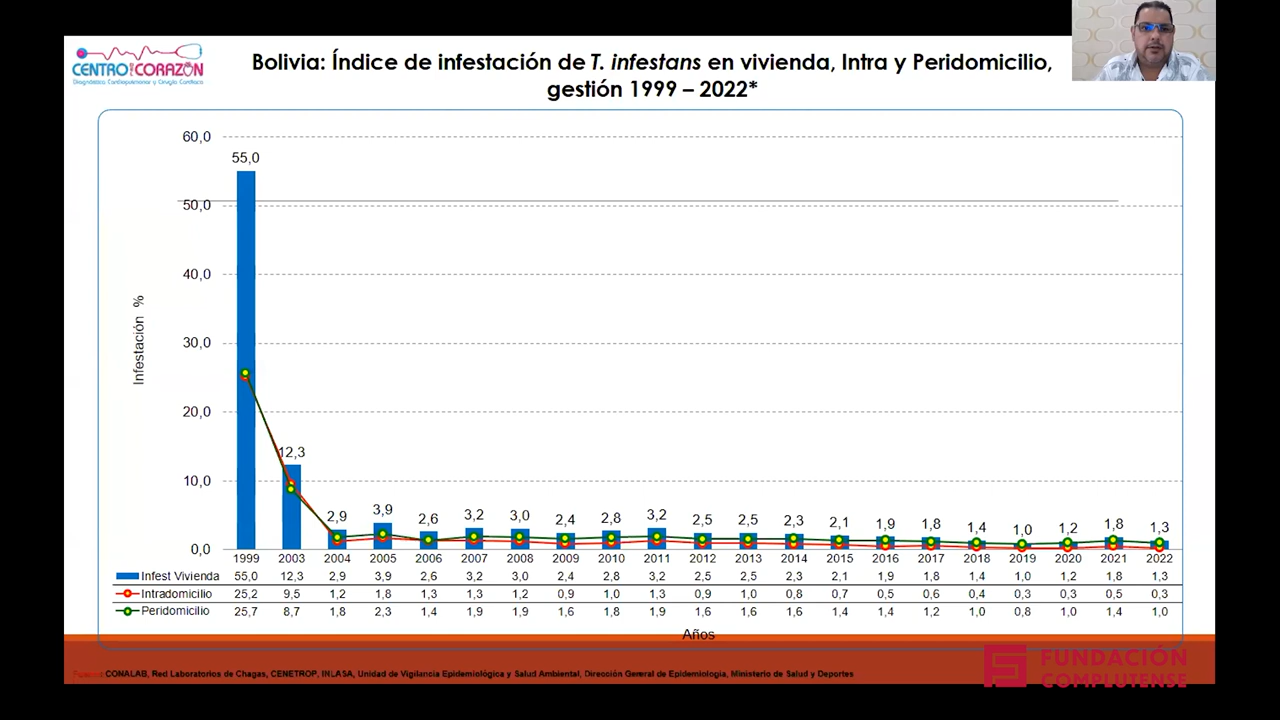 CENTRO DEL CORAZÓN
Bolivia: Índice de infestación de T. infestans en vivienda, Intra y Peridomicilio,
gestión 1999 – 2022*
60,0
55,0
50,0
40,0
30,0
20,0
12,3
10,0
2,9 3,9 2,6 3,2 3,0 2,4 2,8 3,2 2,5 2,5 2,3 2,1 1,9 1,8 1,4 1,0 1,2 1,8 1,3
0,0
Infestación %
1999 2003 2004 2005 2006 2007 2008 2009 2010 2011 2012 2013 2014 2015 2016 2017 2018 2019 2020 2021 2022
Infest Vivienda 55,0 12,3 2,9 3,9 2,6 3,2 3,0 2,4 2,8 3,2 2,5 2,5 2,3 2,1 1,9 1,8 1,4 1,0 1,2 1,8 1,3
Intradomicilio 25,2 9,5 1,2 1,8 1,3 1,3 1,2 0,9 1,0 1,3 0,9 1,0 0,8 0,7 0,5 0,6 0,4 0,3 0,3 0,5 0,3
Peridomicilio 25,7 8,7 1,8 2,3 1,4 1,9 1,9 1,6 1,8 1,9 1,6 1,6 1,6 1,4 1,4 1,2 1,0 0,8 1,0 1,4 1,0
Años
Fuente: CONALAB, Red Laboratorios de Chagas, CENETROP, INLASA, Unidad de Vigilancia Epidemiológica y Salud Ambiental, Dirección General de Epidemiologia, Ministerio de Salud y Deportes
FUNDACIÓN
COMPLUTENSE